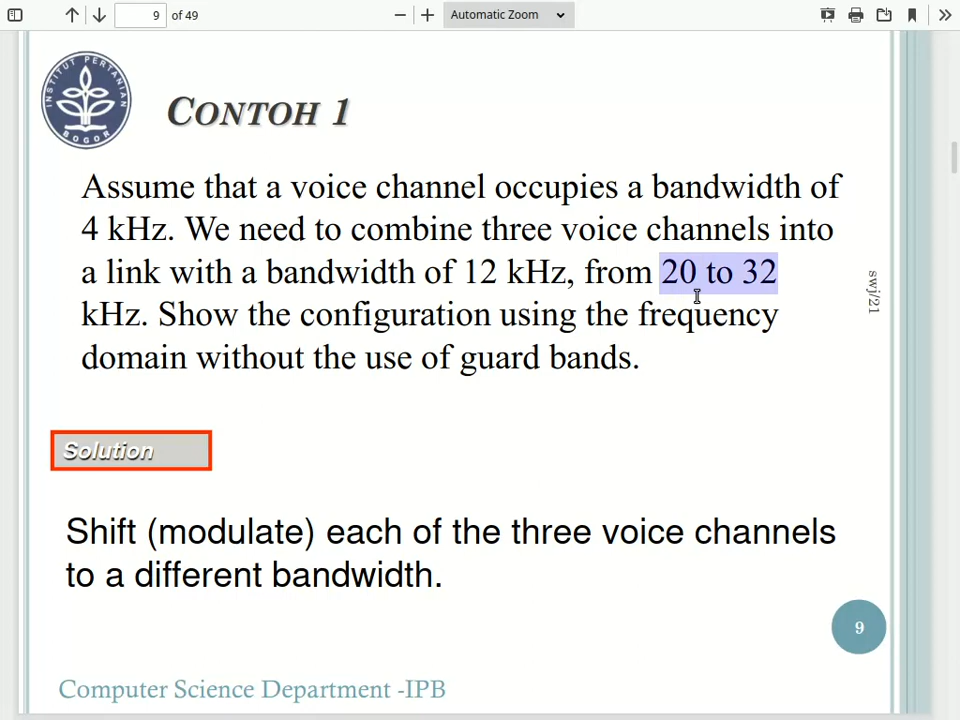 9 of 49
Automatic Zoom
INSTITUT PERTANIAN
BOGOR
CONTOH 1
Assume that a voice channel occupies a bandwidth of
4 kHz. We need to combine three voice channels into
a link with a bandwidth of 12 kHz, from 20 to 32
kHz. Show the configuration using the frequency
domain without the use of guard bands.
swj/21
Solution
Shift (modulate) each of the three voice channels
to a different bandwidth.
9
Computer Science Department -IPB